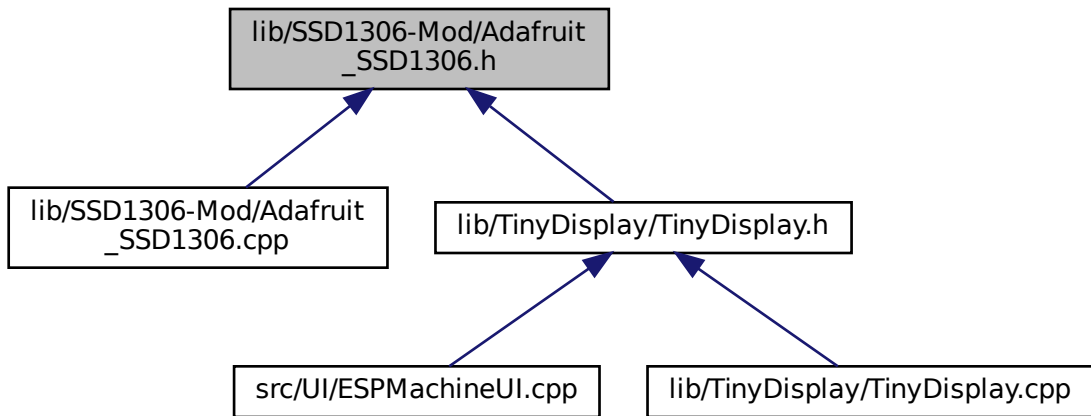 lib/SSD1306-Mod/Adafruit
_SSD1306.h
lib/SSD1306-Mod/Adafruit
_SSD1306.cpp
lib/TinyDisplay/TinyDisplay.h
src/UI/ESPMachineUI.cpp
lib/TinyDisplay/TinyDisplay.cpp